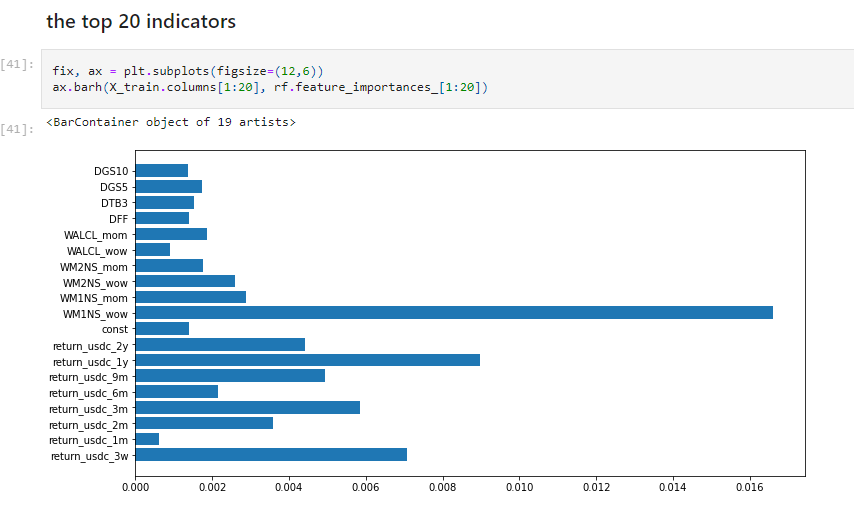 the top 20 indicators
[41]:
fix, ax = plt.subplots(figsize=(12,6))
ax.barh(X_train.columns[1:20], rf.feature_importances_[1:20])
[41]:
<BarContainer object of 19 artists>
DGS10
DGS5
DTB3
DFF
WALCL_mom
WALCL_wow
WM2NS_mom
WM2NS_wow
WM1NS_mom
WM1NS_wow
const
return_usdc_2y
return_usdc_1y
return_usdc_9m
return_usdc_6m
return_usdc_3m
return_usdc_2m
return_usdc_1m
return_usdc_3w
0.000 0.002 0.004 0.006 0.008 0.010 0.012 0.014 0.016